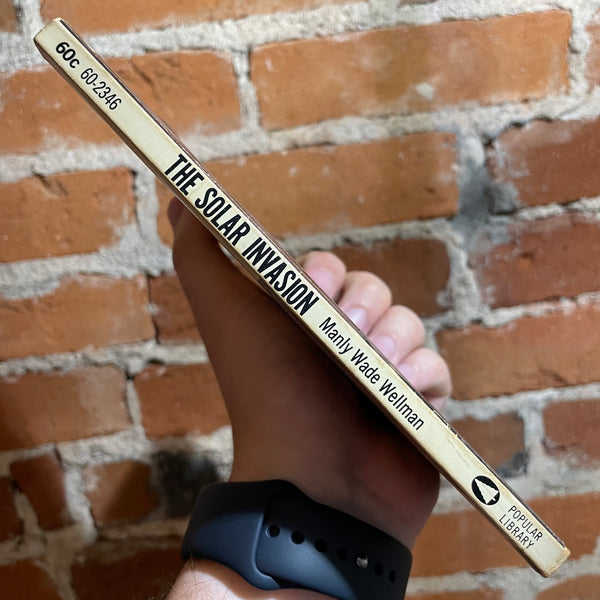 60c 60-2346
THE SOLAR INVASION Manly Wade Wellman
POPULAR
LIBRARY